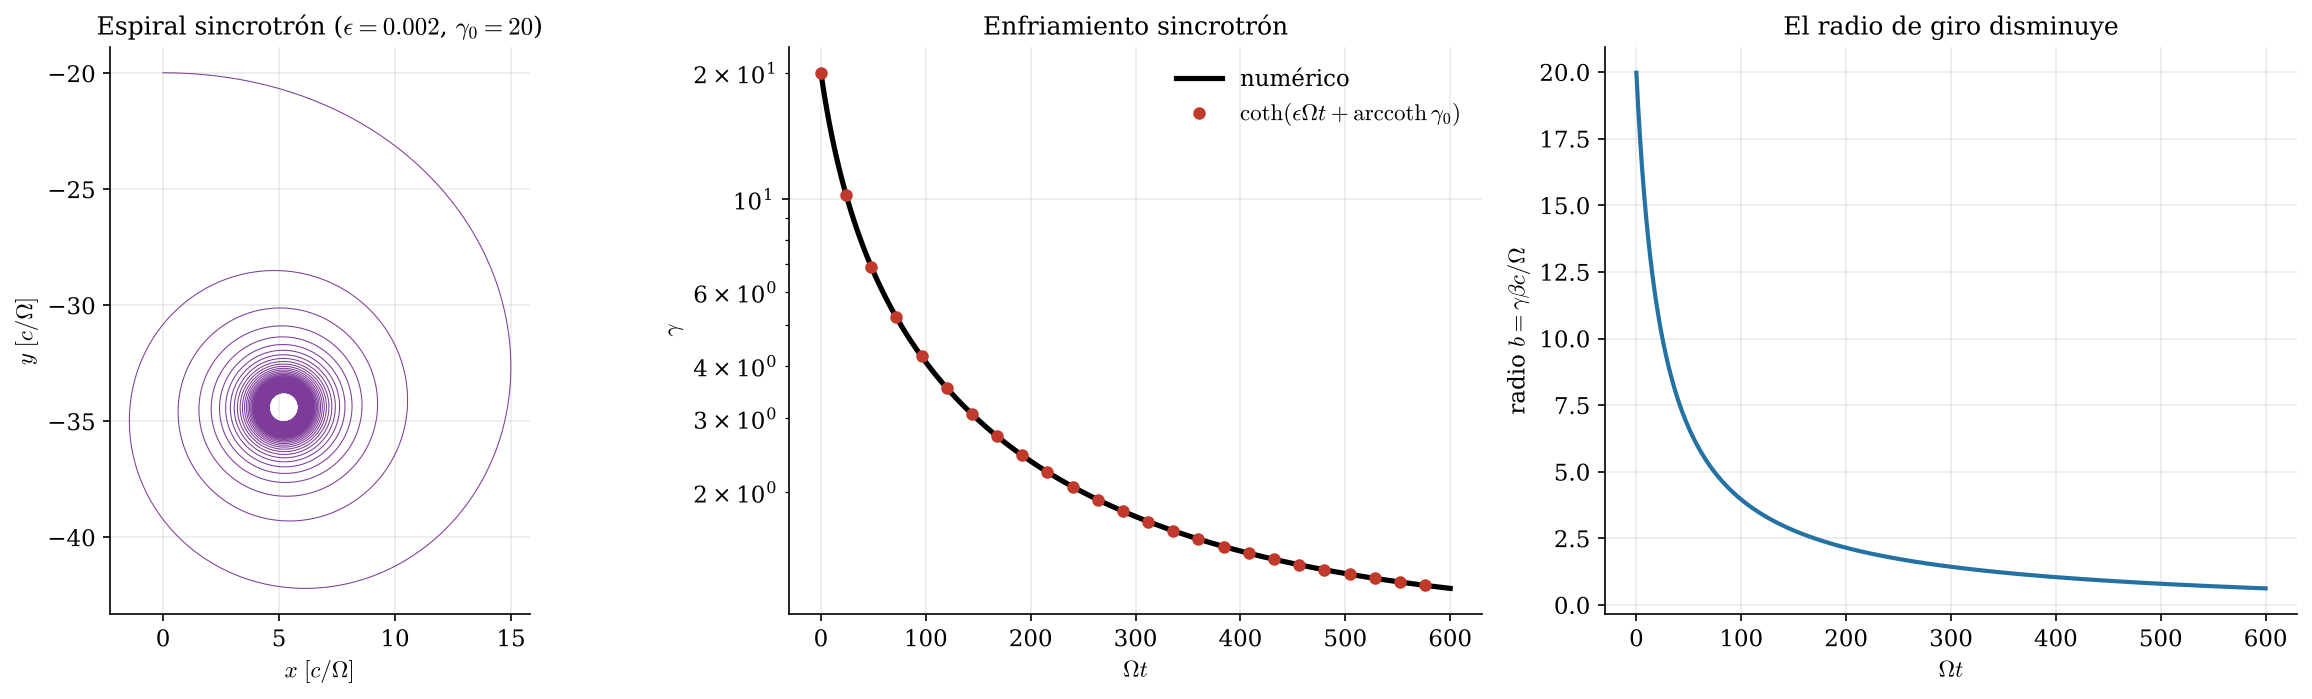 Espiral sincrotrón (ϵ = 0.002, γ₀ = 20)
−20
−25
−30
−35
−40
y [c/Ω]
0 5 10 15
x [c/Ω]
Enfriamiento sincrotrón
numérico
coth(ϵΩt + arccoth γ₀)
2 × 10¹
10¹
6 × 10⁰
4 × 10⁰
3 × 10⁰
2 × 10⁰
γ
0 100 200 300 400 500 600
Ωt
El radio de giro disminuye
20.0
17.5
15.0
12.5
10.0
7.5
5.0
2.5
0.0
radio b = γβc/Ω
0 100 200 300 400 500 600
Ωt